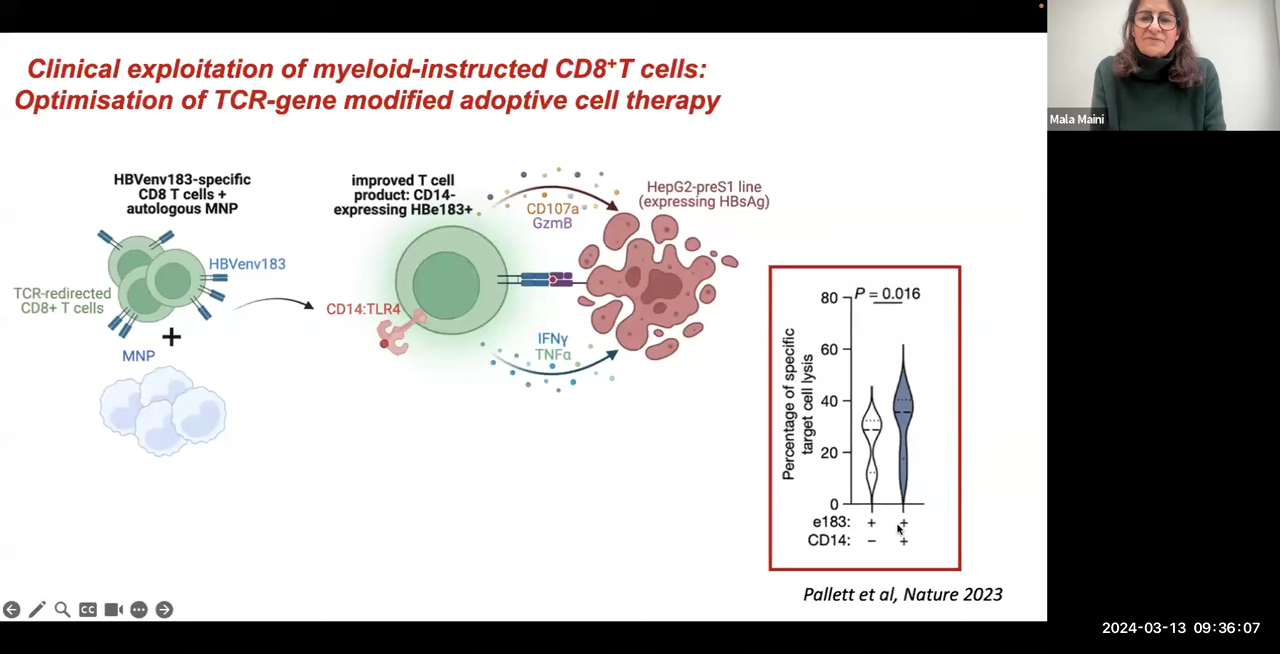 Clinical exploitation of myeloid-instructed CD8+T cells:
Optimisation of TCR-gene modified adoptive cell therapy
Mala Maini
HBVenv183-specific
CD8 T cells +
autologous MNP
HBVenv183
TCR-redirected
CD8+ T cells
+
MNP
improved T cell
product: CD14-
expressing HBe183+
CD14:TLR4
CD107a
GzmB
IFNγ
TNFα
HepG2-preS1 line
(expressing HBsAg)
P = 0.016
Percentage of specific
target cell lysis
80
60
40
20
0
e183: + +
CD14: − +
Pallett et al, Nature 2023
CC
2024-03-13 09:36:07